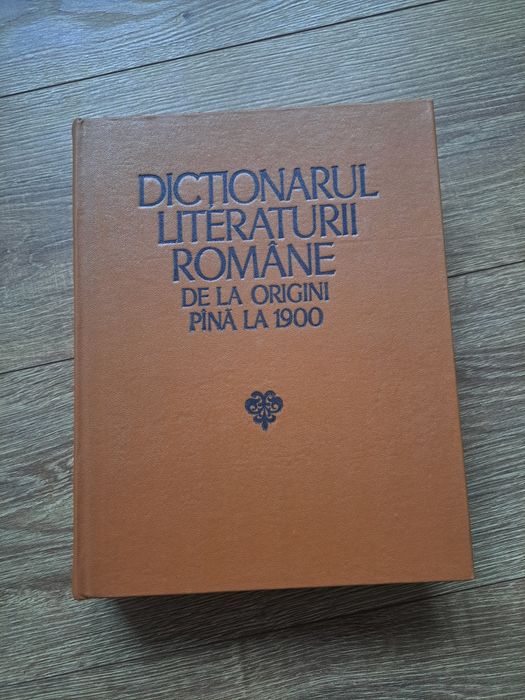 DICȚIONARUL
LITERATURII
ROMÂNE
DE LA ORIGINI
PÎNĂ LA 1900